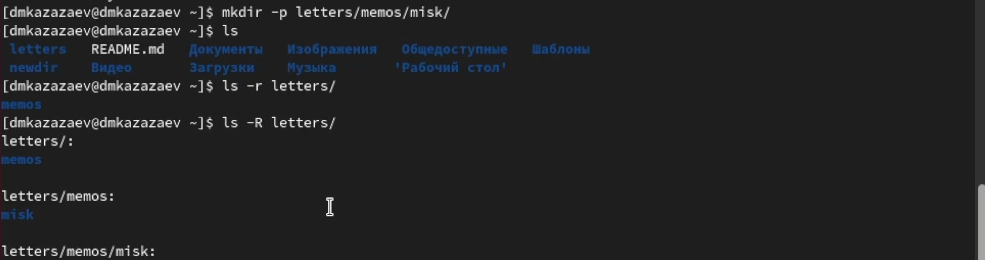 [dmkazazaev@dmkazazaev ~]$ mkdir -p letters/memos/misk/
[dmkazazaev@dmkazazaev ~]$ ls
letters README.md Документы Изображения Общедоступные Шаблоны
newdir Видео Загрузки Музыка 'Рабочий стол'
[dmkazazaev@dmkazazaev ~]$ ls -r letters/
memos
[dmkazazaev@dmkazazaev ~]$ ls -R letters/
letters/:
memos
letters/memos:
misk
letters/memos/misk: